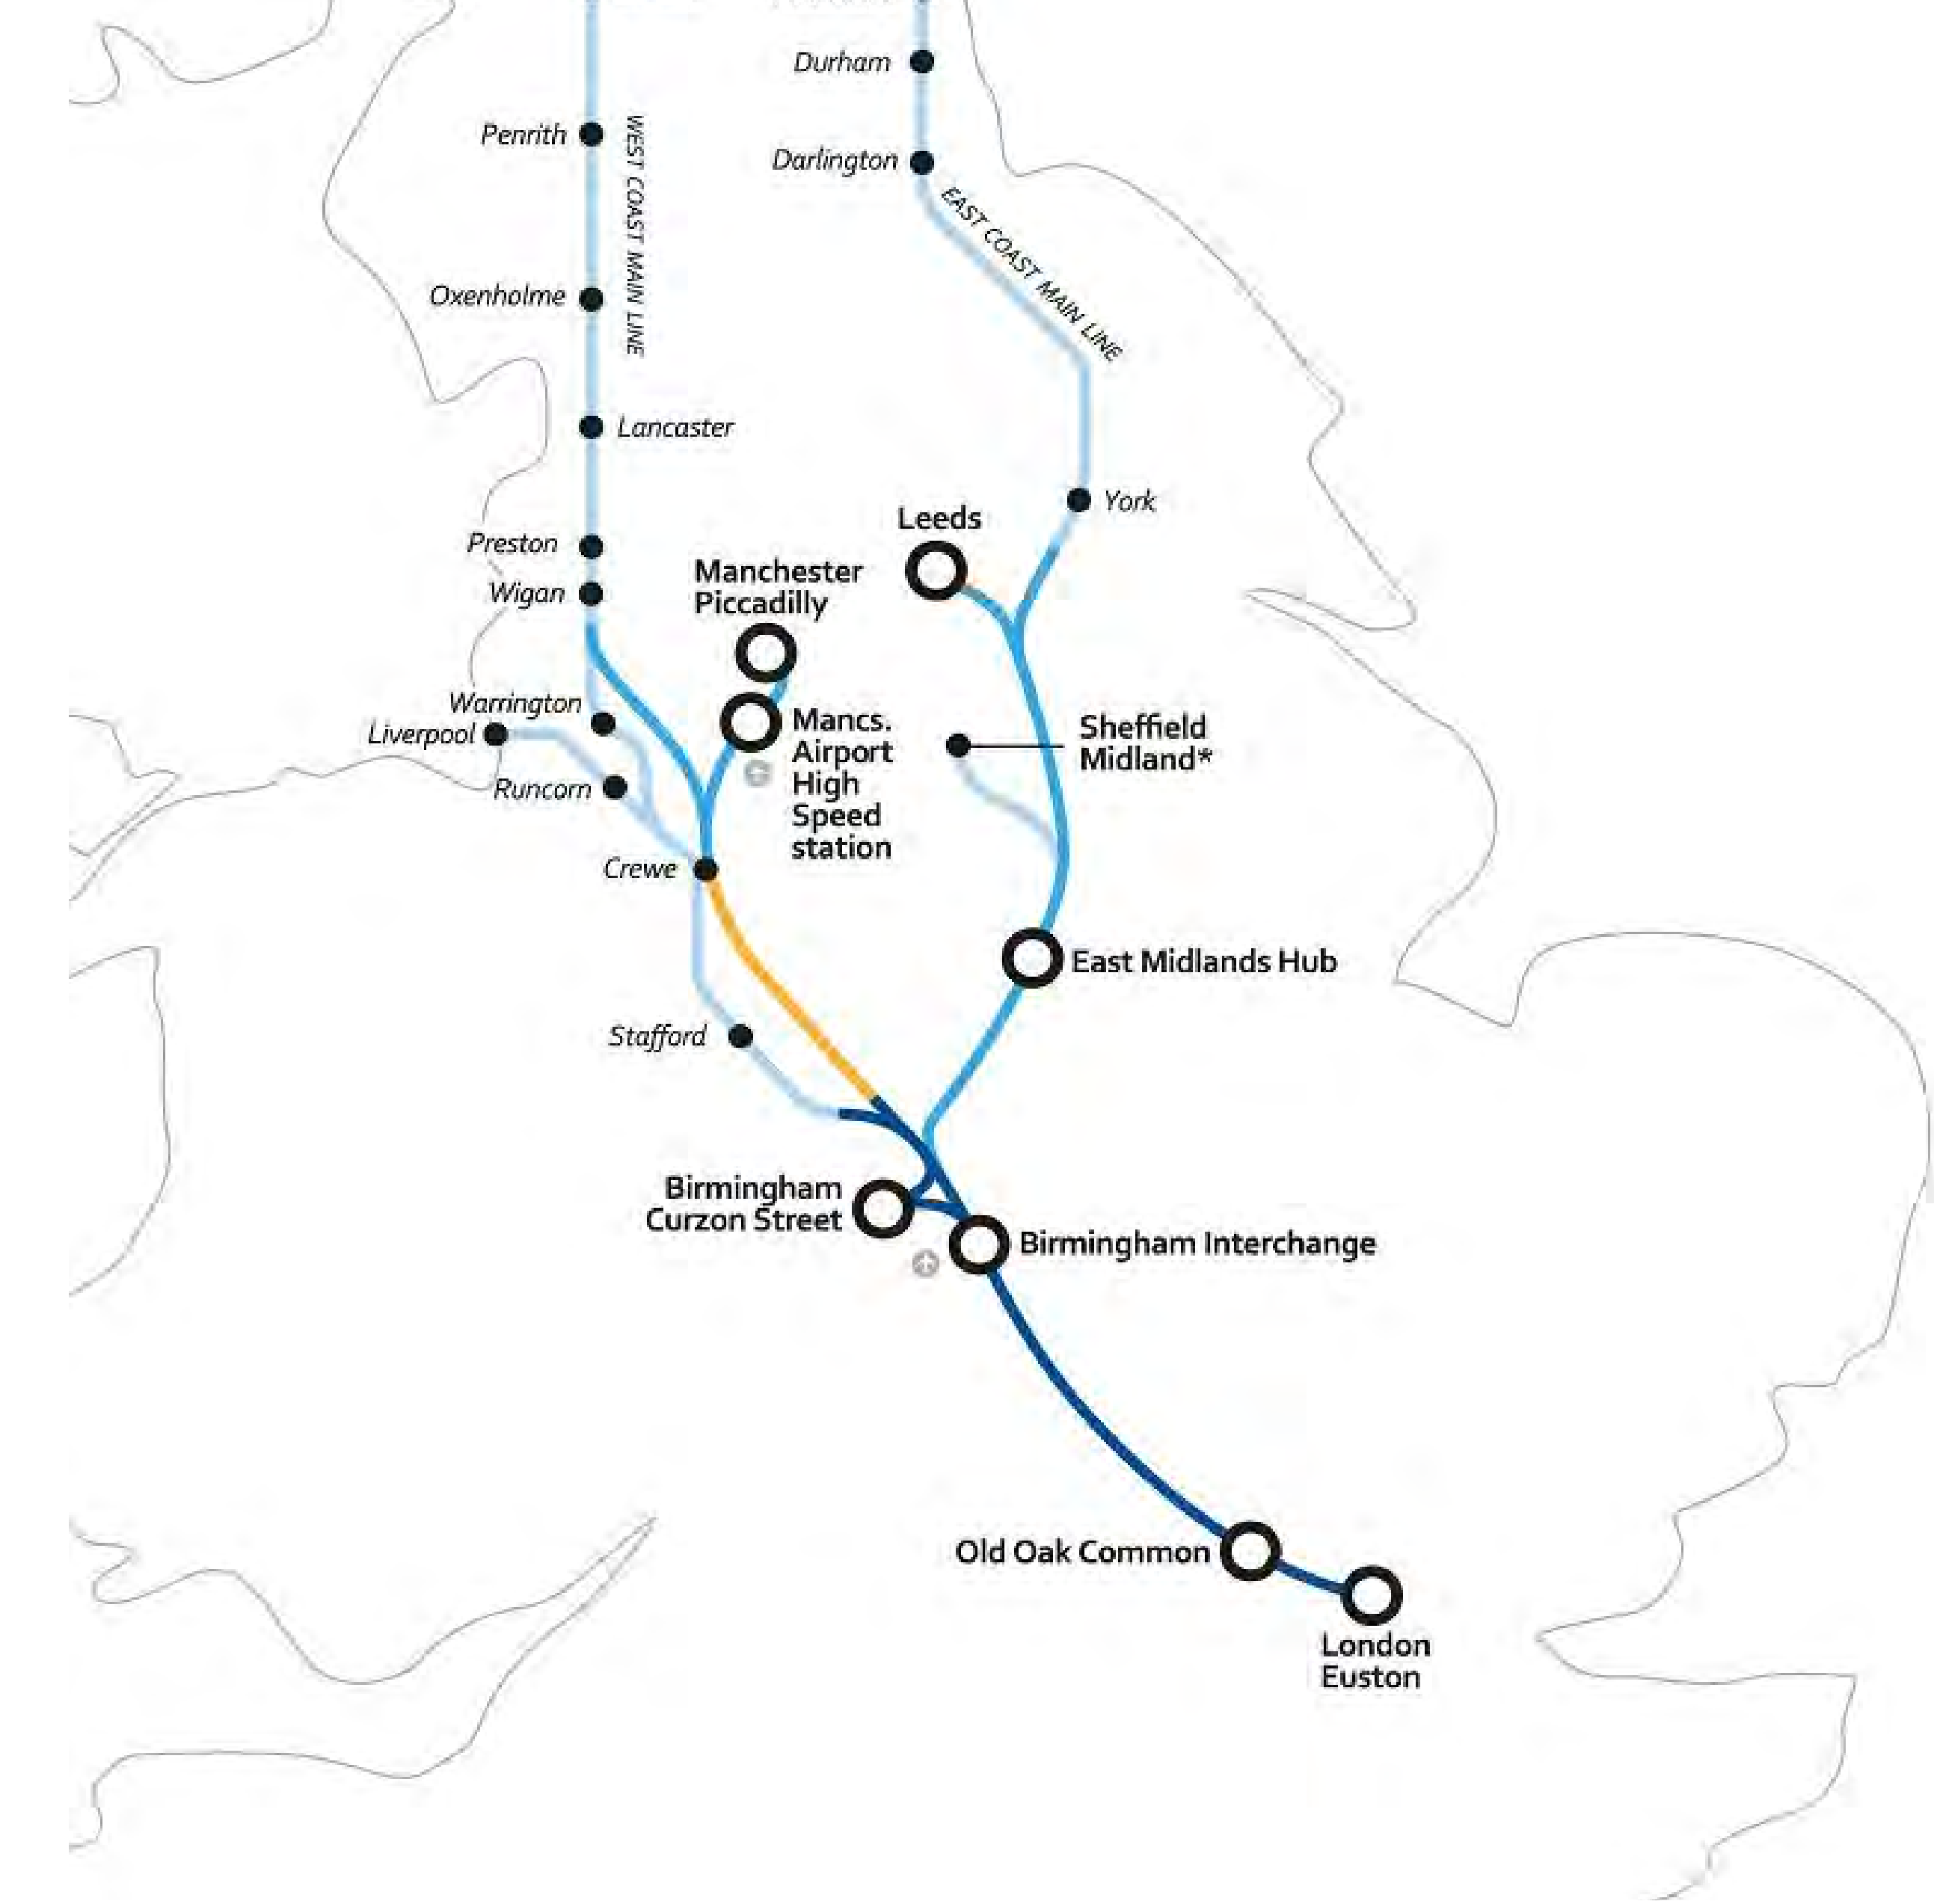 Durham
Penrith
WEST COAST MAIN LINE
Darlington
EAST COAST MAIN LINE
Oxenholme
Lancaster
York
Leeds
Preston
Manchester
Piccadilly
Wigan
Warrington
Liverpool
Mancs.
Airport
High
Speed
station
Sheffield
Midland*
Runcorn
Crewe
East Midlands Hub
Stafford
Birmingham
Curzon Street
Birmingham Interchange
Old Oak Common
London
Euston